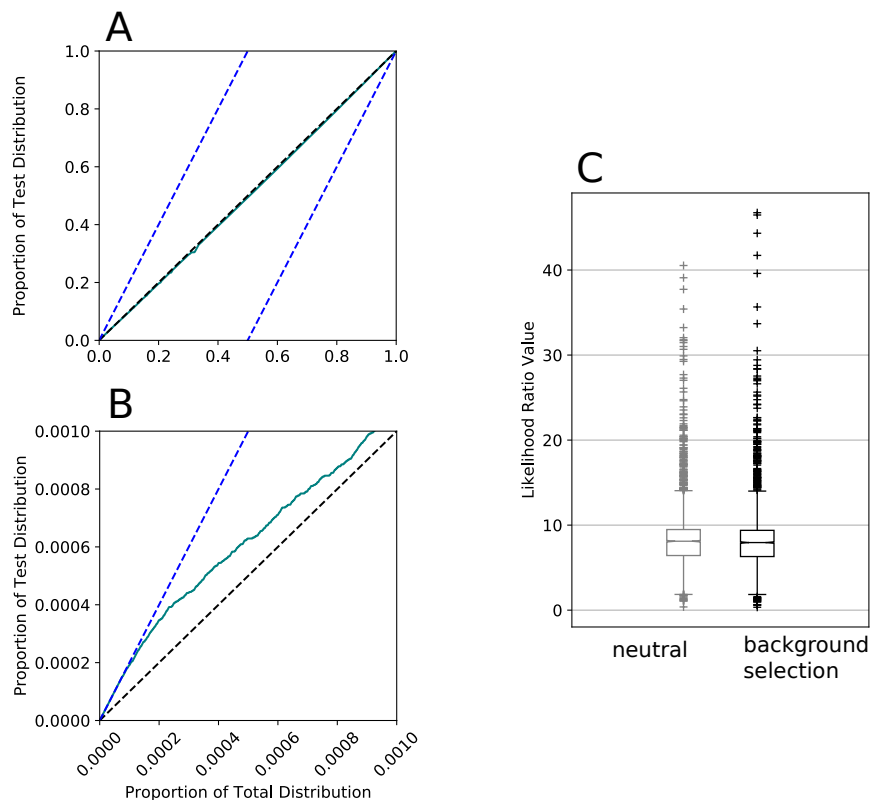 A
Proportion of Test Distribution
1.0
0.8
0.6
0.4
0.2
0.0
0.0 0.2 0.4 0.6 0.8 1.0
B
Proportion of Test Distribution
0.0010
0.0008
0.0006
0.0004
0.0002
0.0000
0.0000 0.0002 0.0004 0.0006 0.0008 0.0010
Proportion of Total Distribution
C
Likelihood Ratio Value
40
30
20
10
0
neutral
background
selection